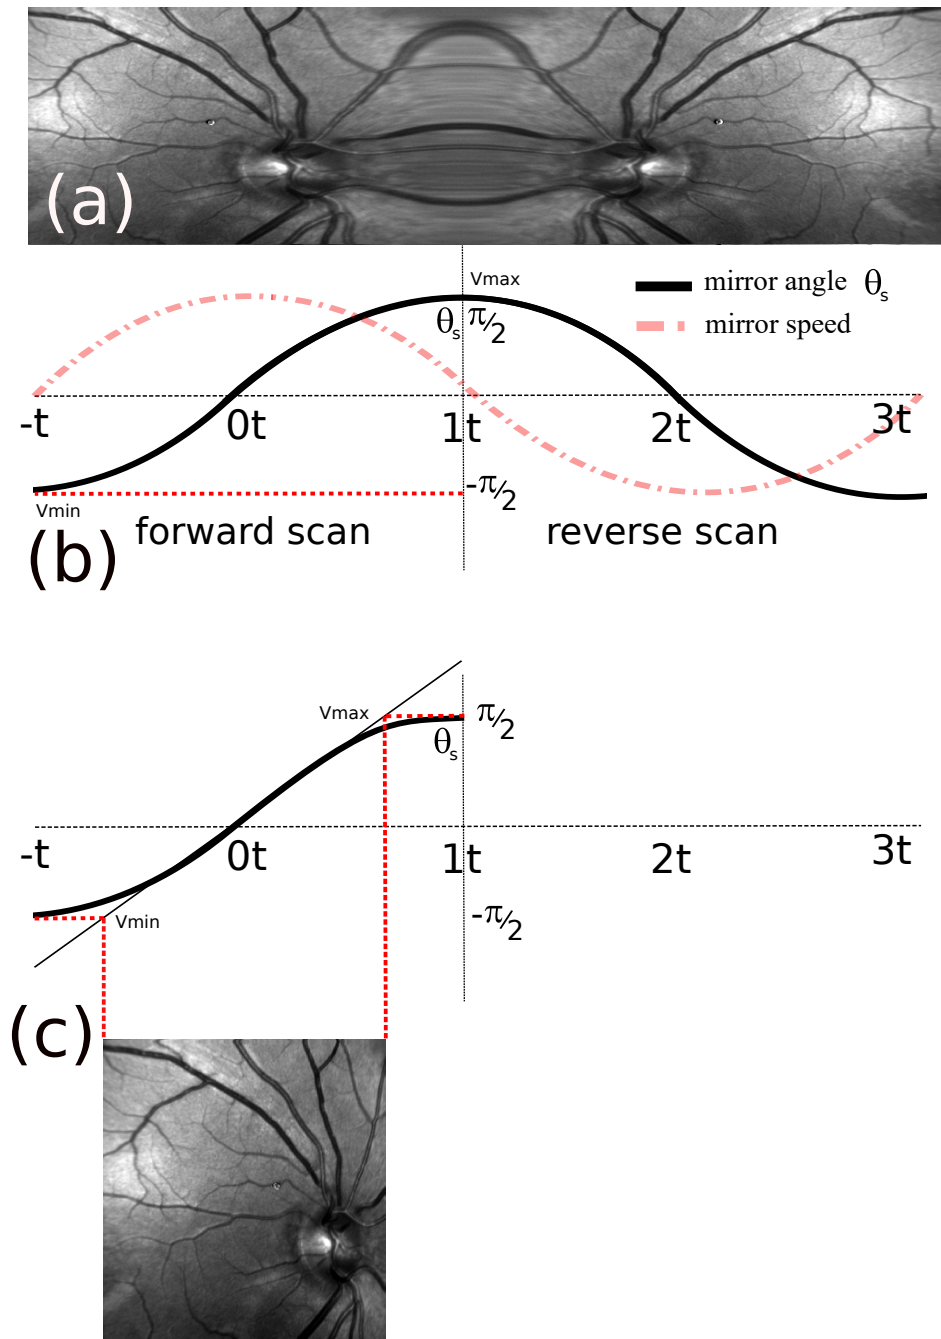 (a)
Vmax
mirror angle θs
θs π/2
mirror speed
-t
0t
1t
2t
3t
-π/2
Vmin
forward scan
reverse scan
(b)
Vmax
π/2
θs
-t
0t
1t
2t
3t
Vmin
-π/2
(c)